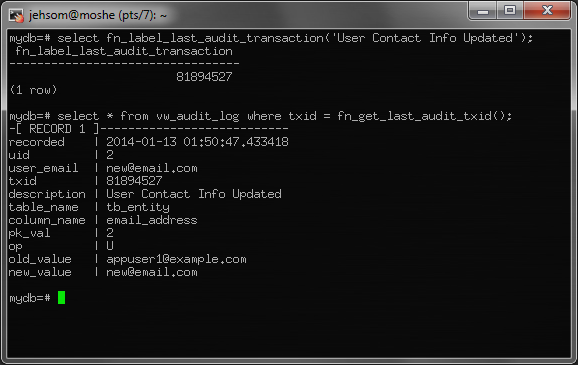 jehsom@moshe (pts/7): ~
mydb=# select fn_label_last_audit_transaction('User Contact Info Updated');
 fn_label_last_audit_transaction
---------------------------------
                        81894527
(1 row)

mydb=# select * from vw_audit_log where txid = fn_get_last_audit_txid();
-[ RECORD 1 ]---------------------------
recorded    | 2014-01-13 01:50:47.433418
uid         | 2
user_email  | new@email.com
txid        | 81894527
description | User Contact Info Updated
table_name  | tb_entity
column_name | email_address
pk_val      | 2
op          | U
old_value   | appuser1@example.com
new_value   | new@email.com

mydb=#